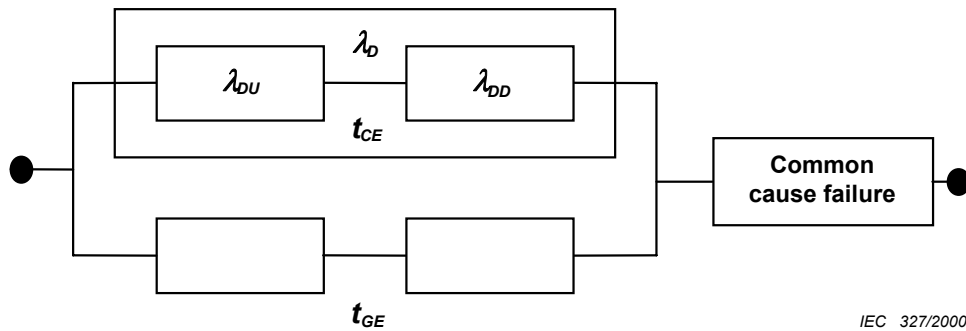 λD
λDU
λDD
tCE
Common
cause failure
tGE
IEC 327/2000